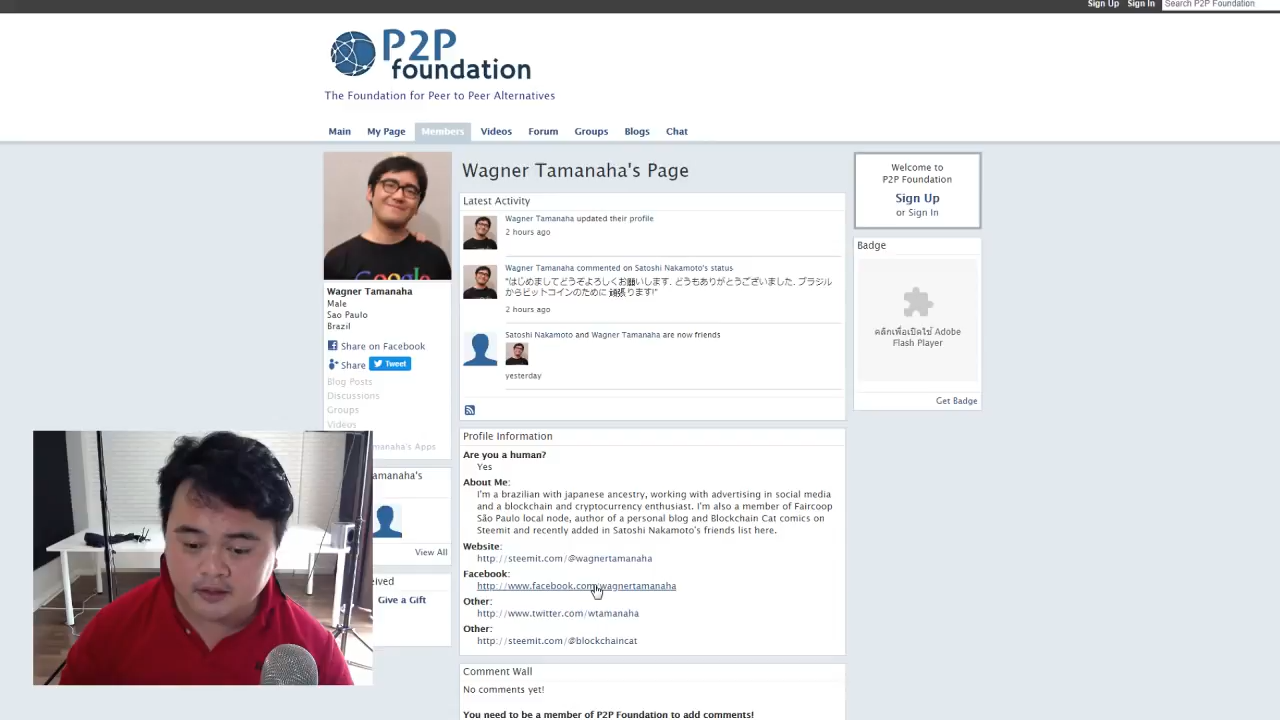 Sign Up Sign In Search P2P Foundation
P2P
foundation
The Foundation for Peer to Peer Alternatives
Main My Page Members Videos Forum Groups Blogs Chat
Google
Wagner Tamanaha
Male
Sao Paulo
Brazil
Share on Facebook
Share Tweet
Blog Posts
Discussions
Groups
Videos
amanaha's Apps
amanaha's
View All
eived
Give a Gift
Wagner Tamanaha's Page
Latest Activity
Wagner Tamanaha updated their profile
2 hours ago
Wagner Tamanaha commented on Satoshi Nakamoto's status
"はじめましてどうぞよろしくお願いします. どうもありがとうございました. ブラジル
からビットコインのために 頑張ります!"
2 hours ago
Satoshi Nakamoto and Wagner Tamanaha are now friends
yesterday
Profile Information
Are you a human?
Yes
About Me:
I'm a brazilian with japanese ancestry, working with advertising in social media
and a blockchain and cryptocurrency enthusiast. I'm also a member of Faircoop
São Paulo local node, author of a personal blog and Blockchain Cat comics on
Steemit and recently added in Satoshi Nakamoto's friends list here.
Website:
http://steemit.com/@wagnertamanaha
Facebook:
http://www.facebook.com/wagnertamanaha
Other:
http://www.twitter.com/wtamanaha
Other:
http://steemit.com/@blockchaincat
Comment Wall
No comments yet!
You need to be a member of P2P Foundation to add comments!
Welcome to
P2P Foundation
Sign Up
or Sign In
Badge
คลิกเพื่อเปิดใช้ Adobe
Flash Player
Get Badge